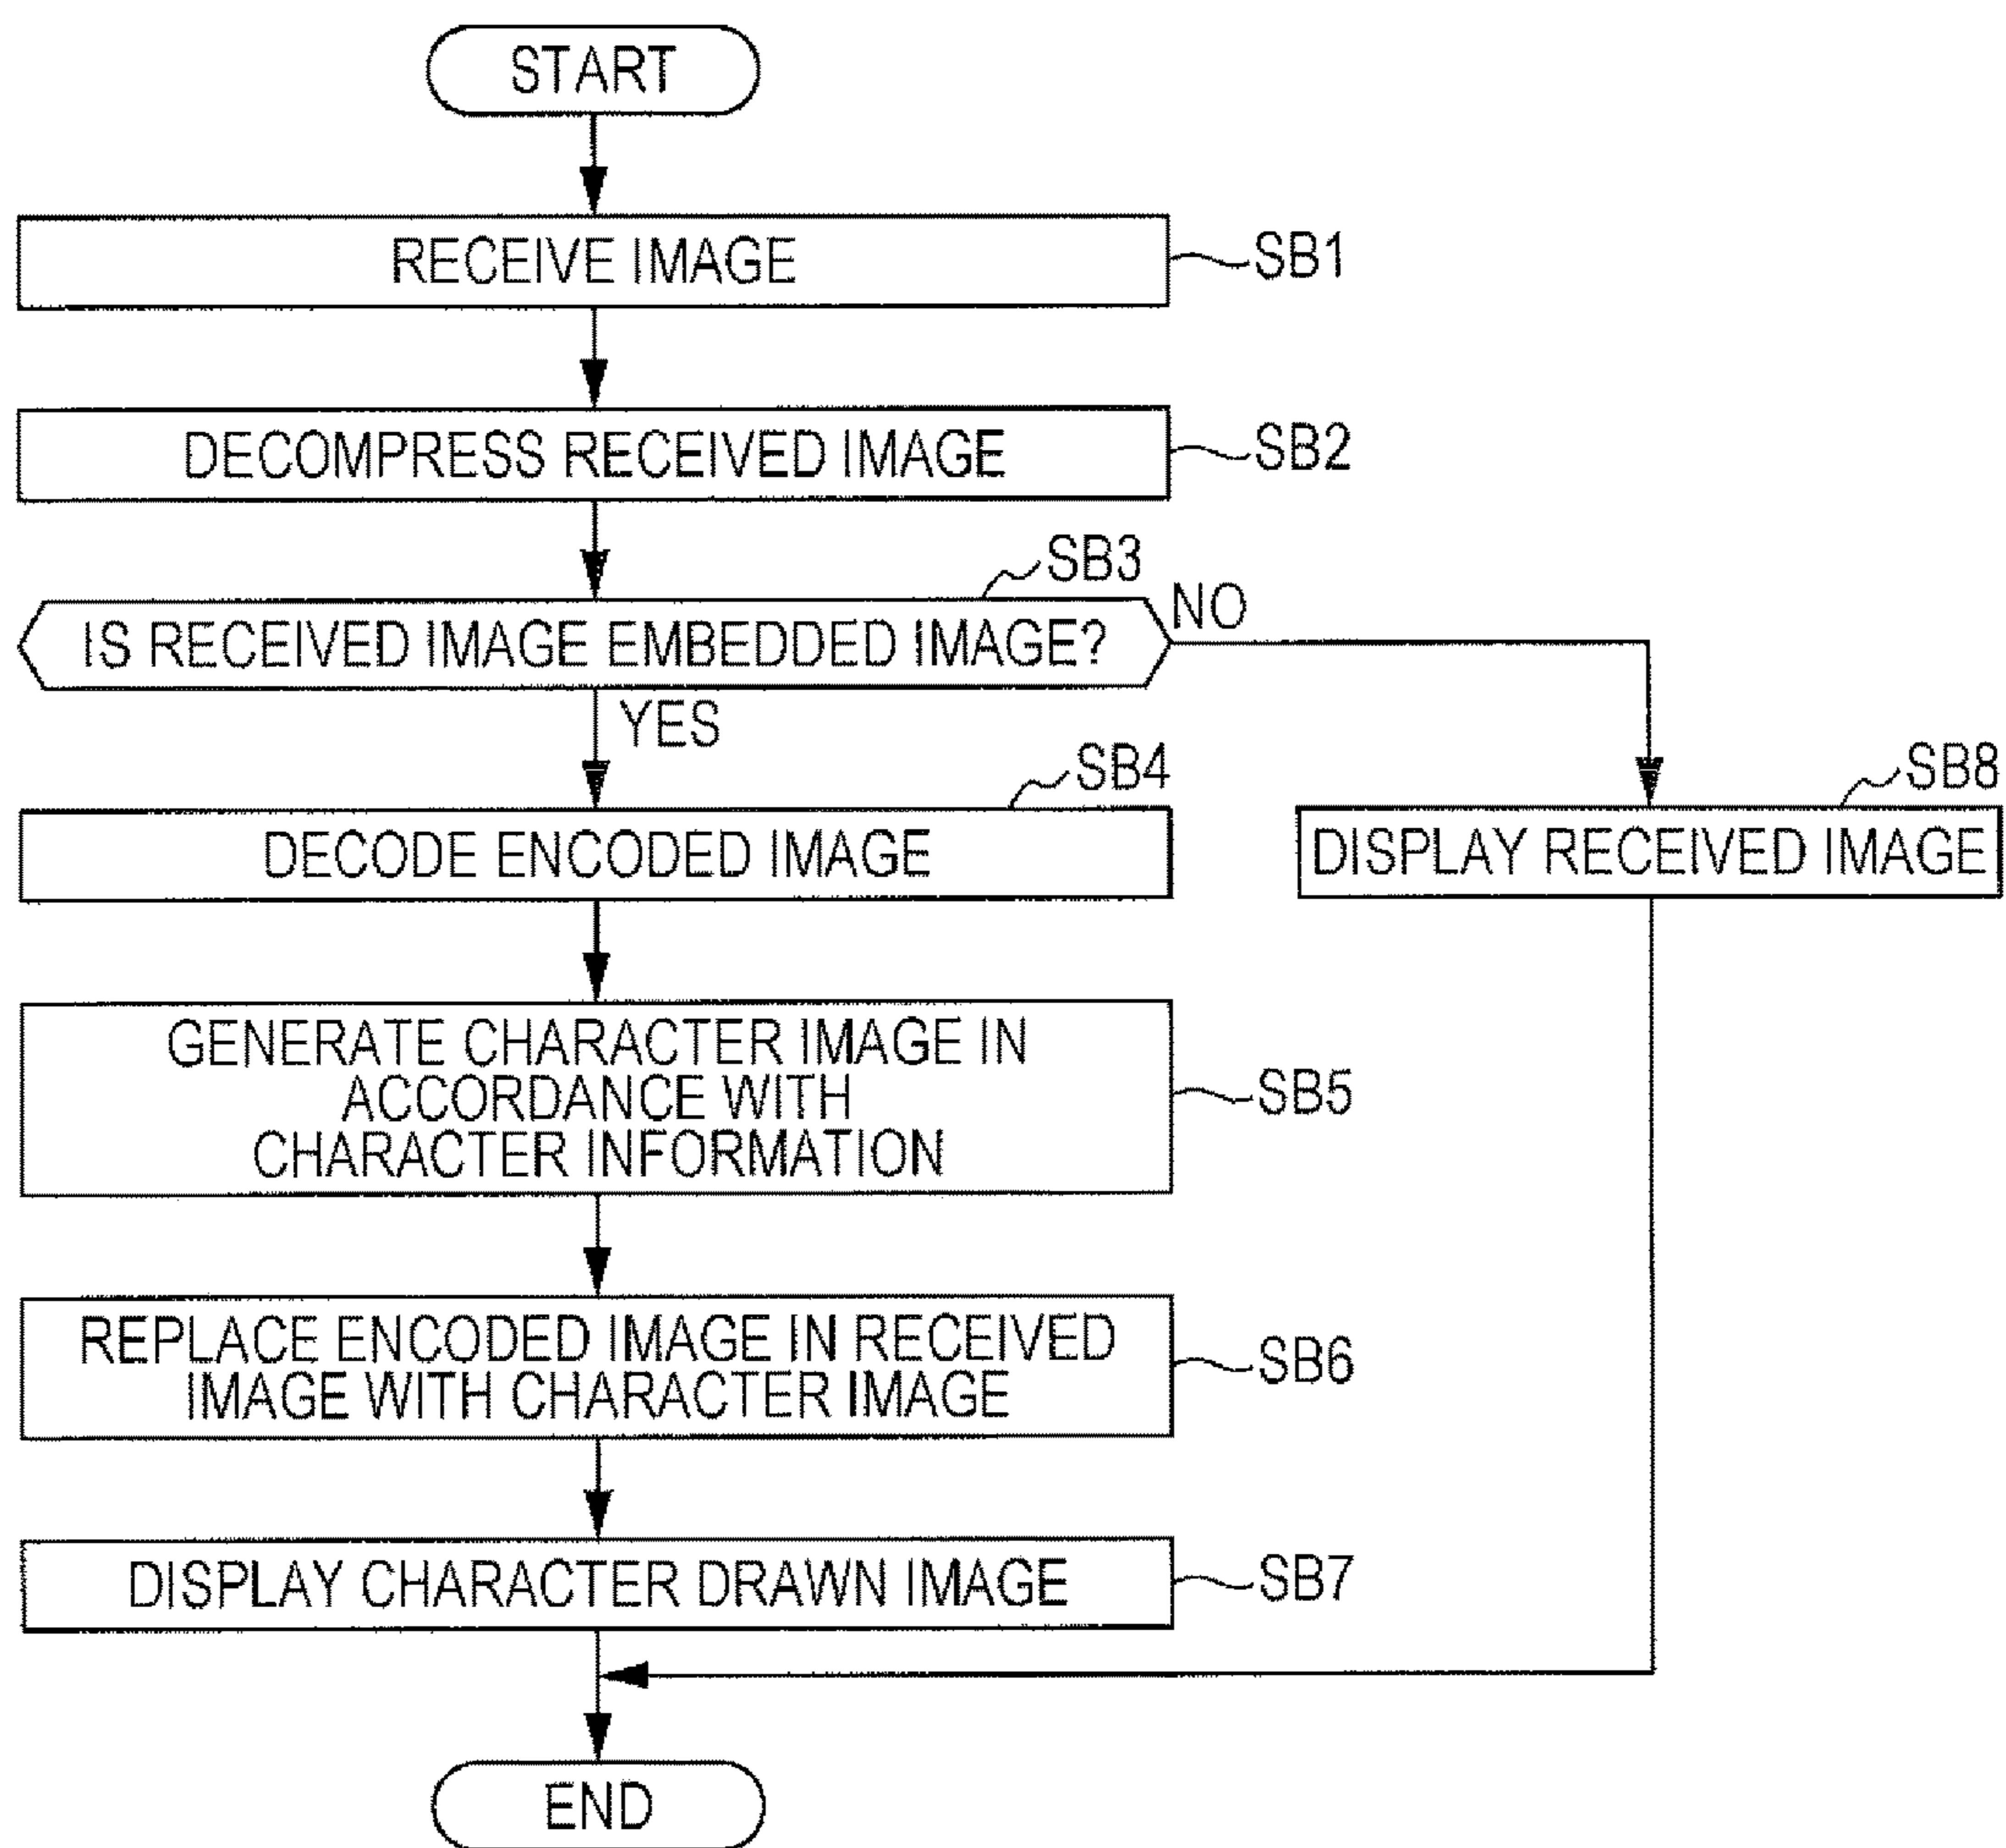 START
RECEIVE IMAGE
SB1
DECOMPRESS RECEIVED IMAGE
SB2
SB3
IS RECEIVED IMAGE EMBEDDED IMAGE?
NO
YES
SB4
DECODE ENCODED IMAGE
SB8
DISPLAY RECEIVED IMAGE
GENERATE CHARACTER IMAGE IN
ACCORDANCE WITH
CHARACTER INFORMATION
SB5
REPLACE ENCODED IMAGE IN RECEIVED
IMAGE WITH CHARACTER IMAGE
SB6
DISPLAY CHARACTER DRAWN IMAGE
SB7
END